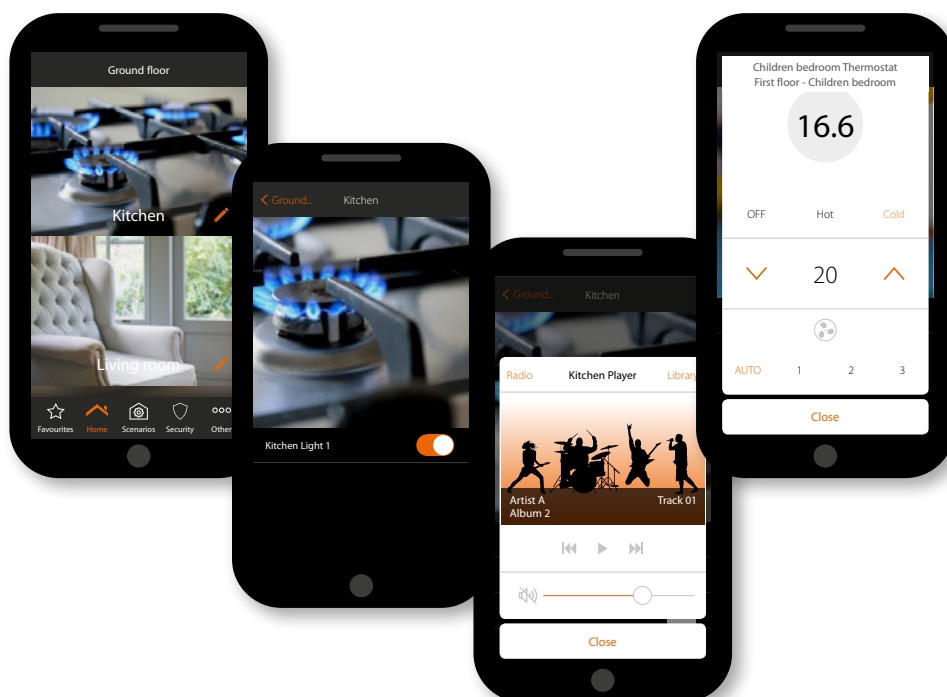 Ground floor
Kitchen
Living room
Favourites Home Scenarios Security Other
Ground... Kitchen
Kitchen Light 1
Ground... Kitchen
Radio Kitchen Player Library
Artist A Track 01
Album 2
Close
Children bedroom Thermostat
First floor - Children bedroom
16.6
OFF Hot Cold
20
AUTO 1 2 3
Close